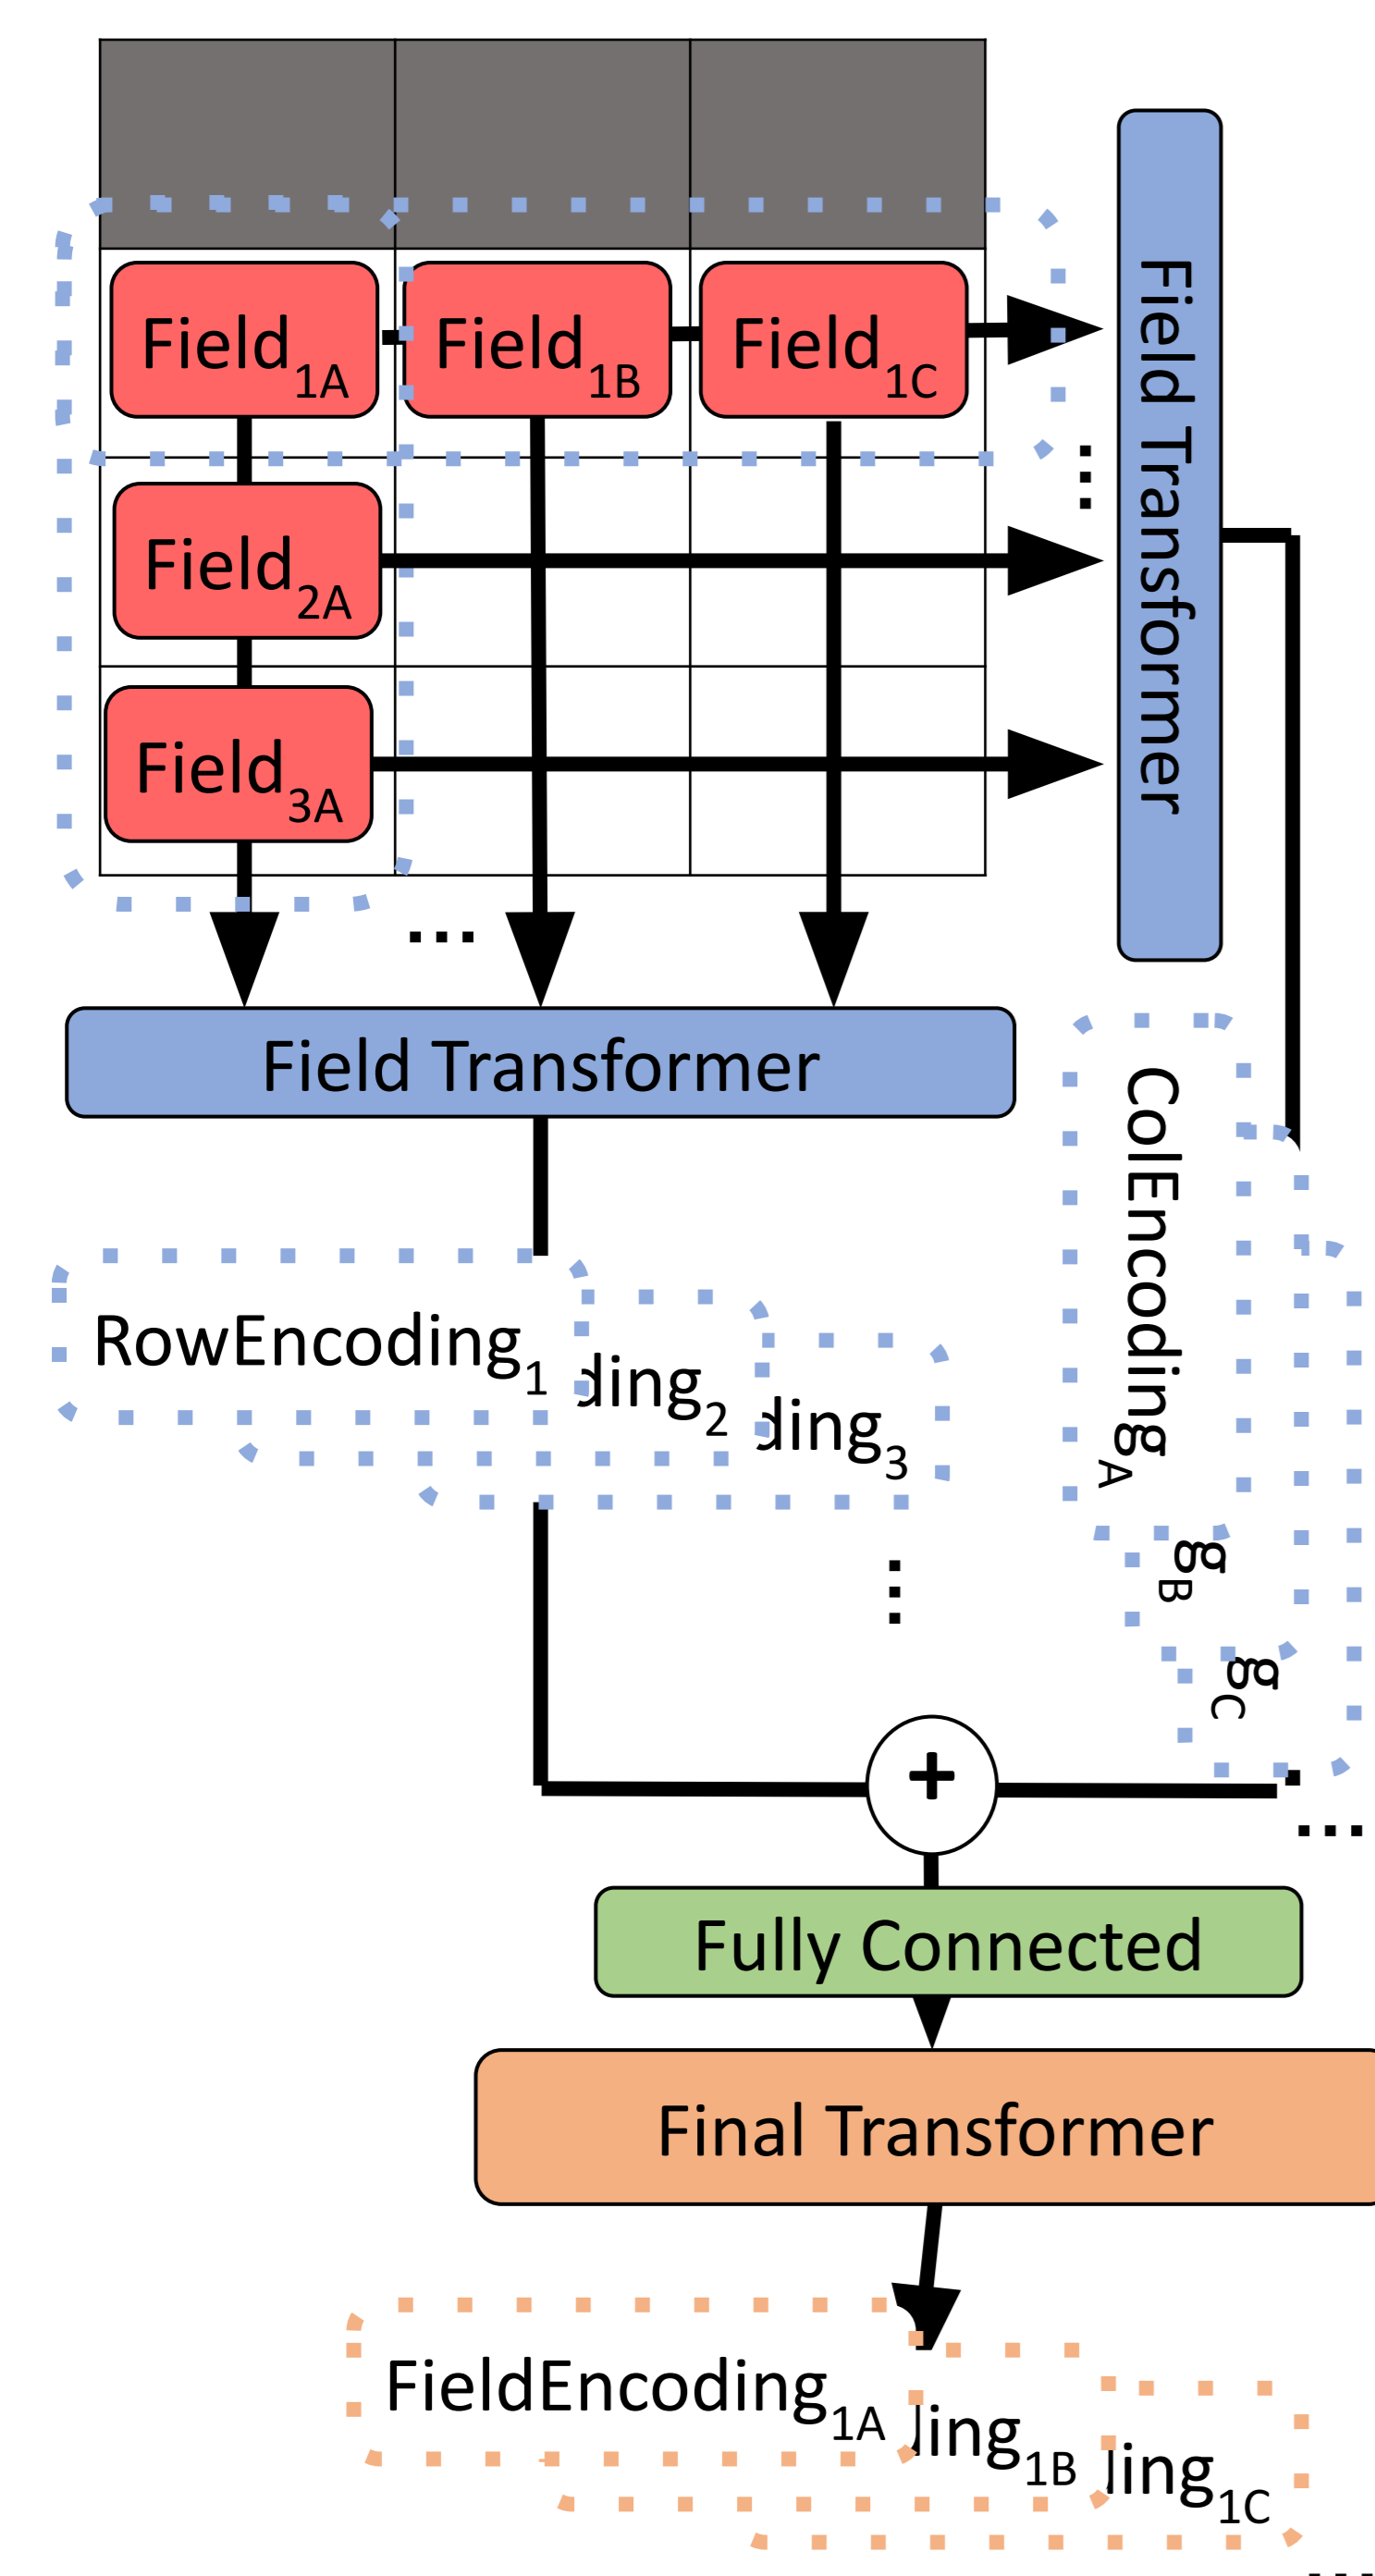 Field1A
Field1B
Field1C
Field Transformer
...
Field2A
Field3A
...
Field Transformer
ColEncodingA
RowEncoding1
ding2
ding3
...
gB
gC
+
...
Fully Connected
Final Transformer
FieldEncoding1A
ling1B
ling1C